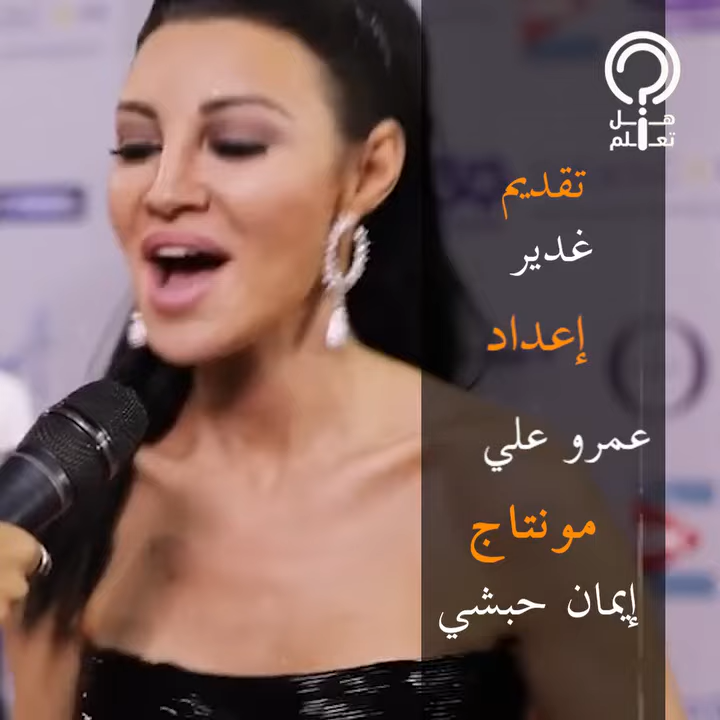 هل
تعلم
تقديم
غدير
إعداد
عمرو علي
مونتاج
إيمان حبشي